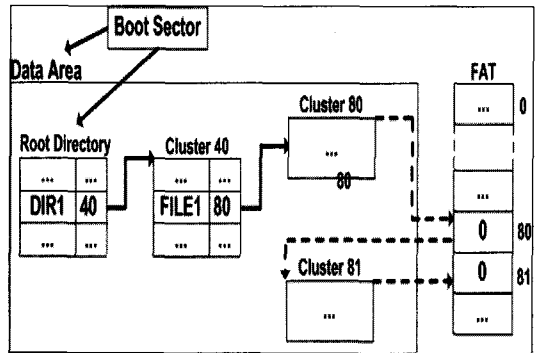 Boot Sector
Data Area
FAT
... 0
Cluster 80
...
80
Root Directory
... ...
DIR1 40
... ...
Cluster 40
... ...
FILE1 80
... ...
...
0 80
0 81
...
Cluster 81
...